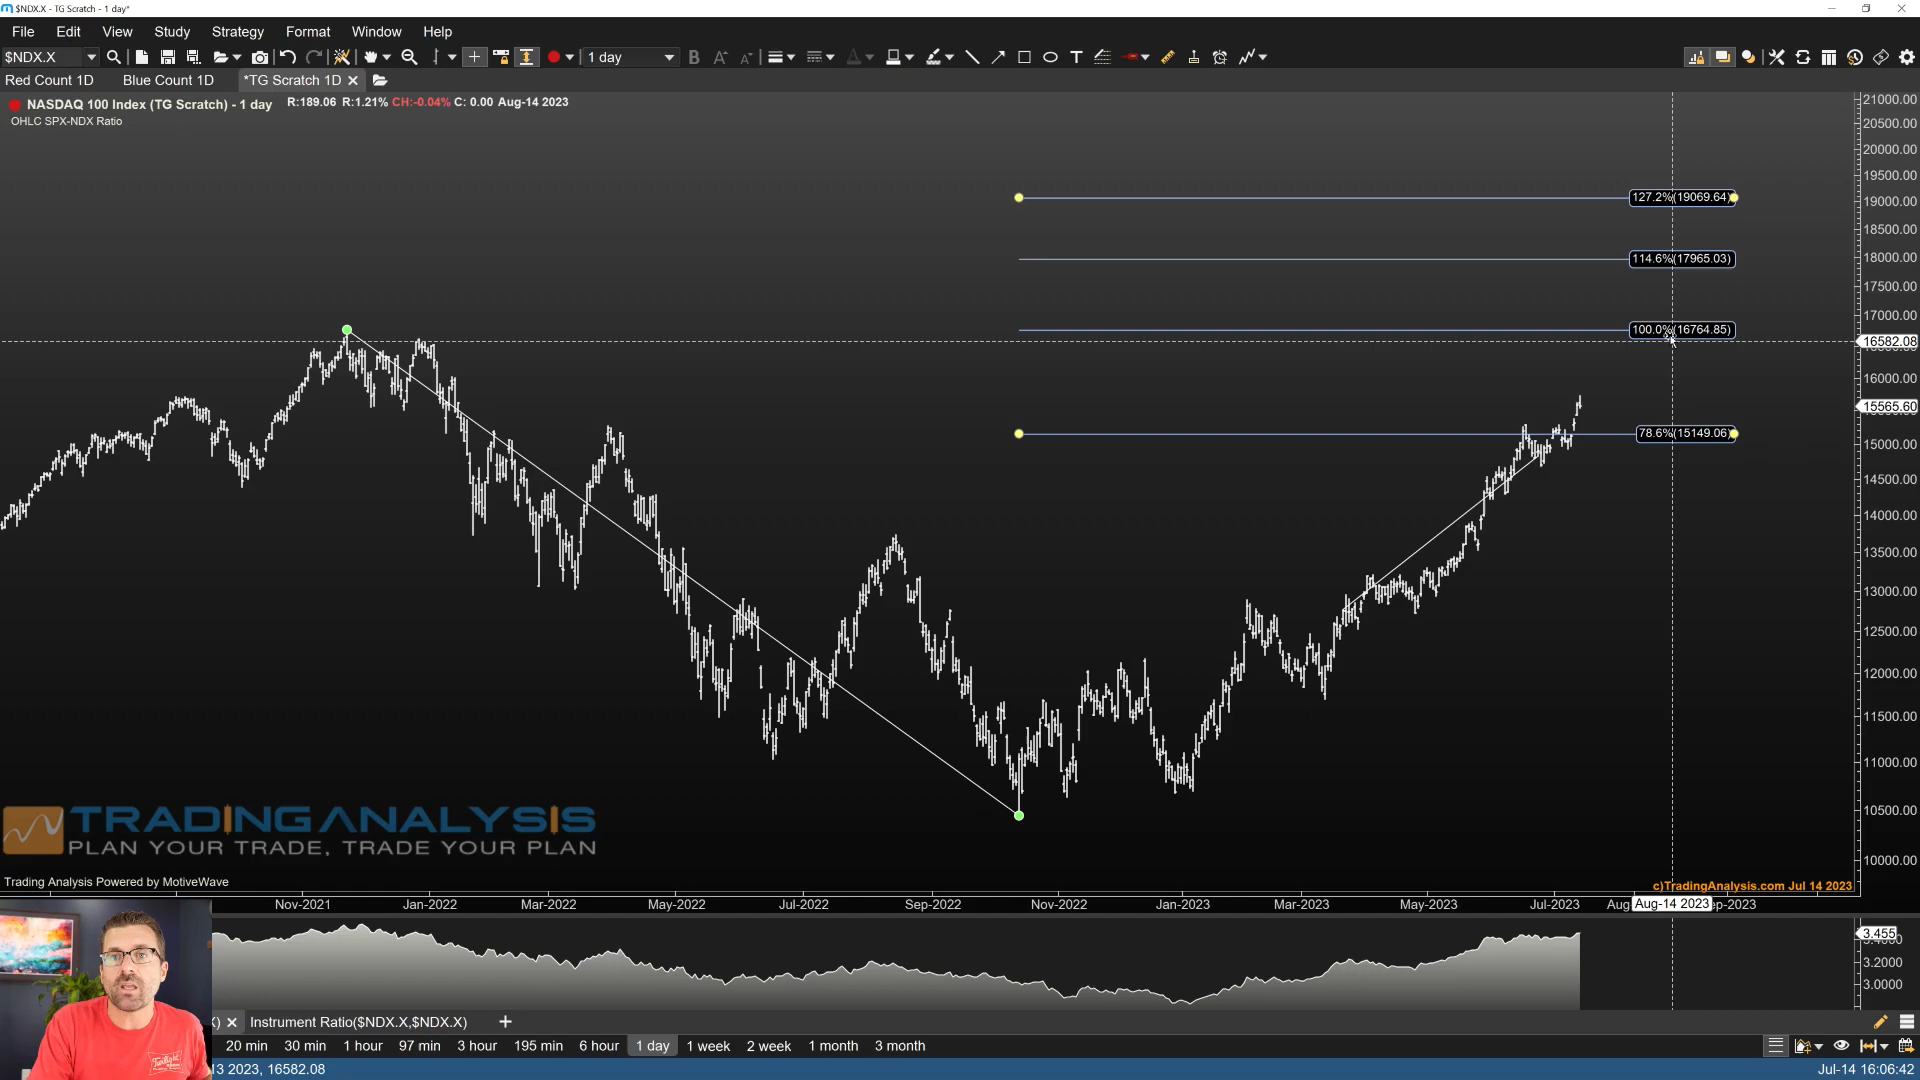 $NDX.X - TG Scratch - 1 day*
File Edit View Study Strategy Format Window Help
$NDX.X 1 day B A A A T
Red Count 1D Blue Count 1D *TG Scratch 1D
NASDAQ 100 Index (TG Scratch) - 1 day R:189.06 R:1.21% CH:-0.04% C: 0.00 Aug-14 2023
OHLC SPX-NDX Ratio
21000.00
20500.00
20000.00
19500.00
127.2%(19069.64)
19000.00
18500.00
114.6%(17965.03)
18000.00
17500.00
17000.00
100.0%(16764.85)
16582.08
16000.00
15565.60
78.6%(15149.06)
15000.00
14500.00
14000.00
13500.00
13000.00
12500.00
12000.00
11500.00
11000.00
10500.00
10000.00
TRADINGANALYSIS
PLAN YOUR TRADE, TRADE YOUR PLAN
Trading Analysis Powered by MotiveWave
c)TradingAnalysis.com Jul 14 2023
Nov-2021 Jan-2022 Mar-2022 May-2022 Jul-2022 Sep-2022 Nov-2022 Jan-2023 Mar-2023 May-2023 Jul-2023 Aug Aug-14 2023 ep-2023
3.455
3.2000
3.0000
X) Instrument Ratio($NDX.X,$NDX.X) +
20 min 30 min 1 hour 97 min 3 hour 195 min 6 hour 1 day 1 week 2 week 1 month 3 month
13 2023, 16582.08
Jul-14 16:06:42